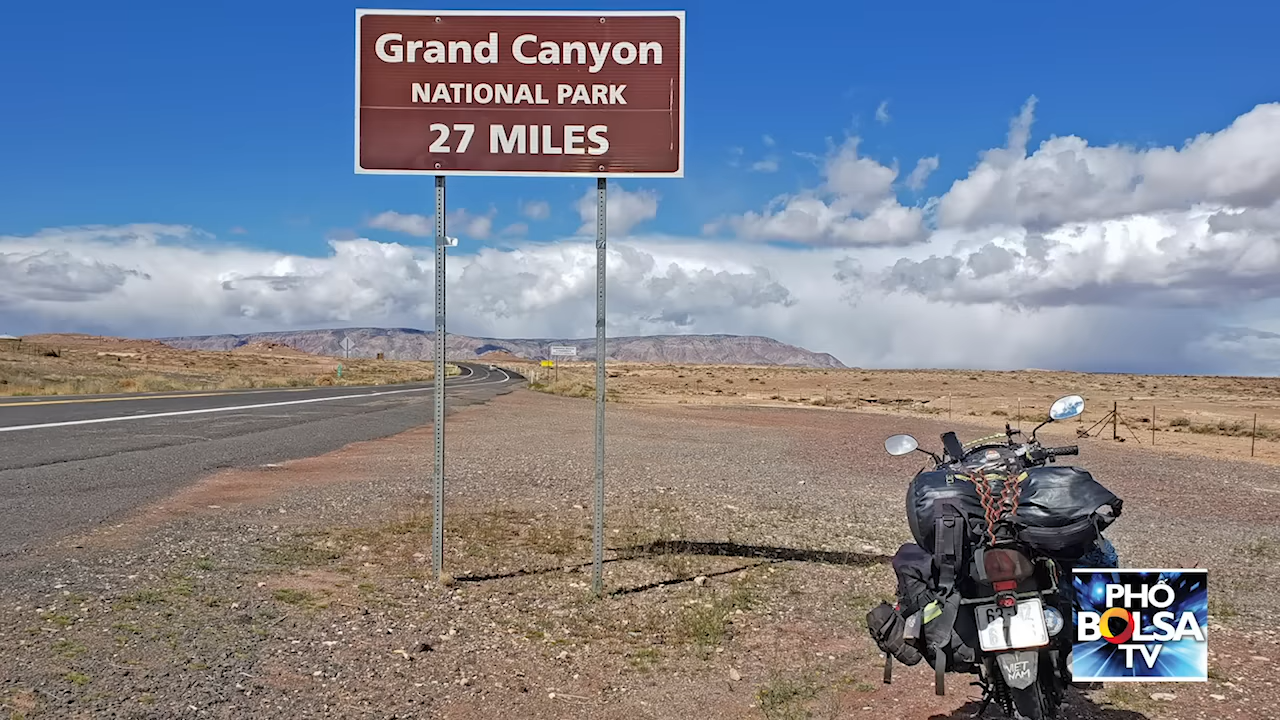 Grand Canyon
NATIONAL PARK
27 MILES
VIET
NAM
PHỐ
BOLSA
TV